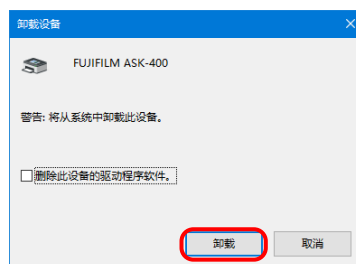 卸载设备
FUJIFILM ASK-400
警告: 将从系统中卸载此设备。
删除此设备的驱动程序软件。
卸载
取消